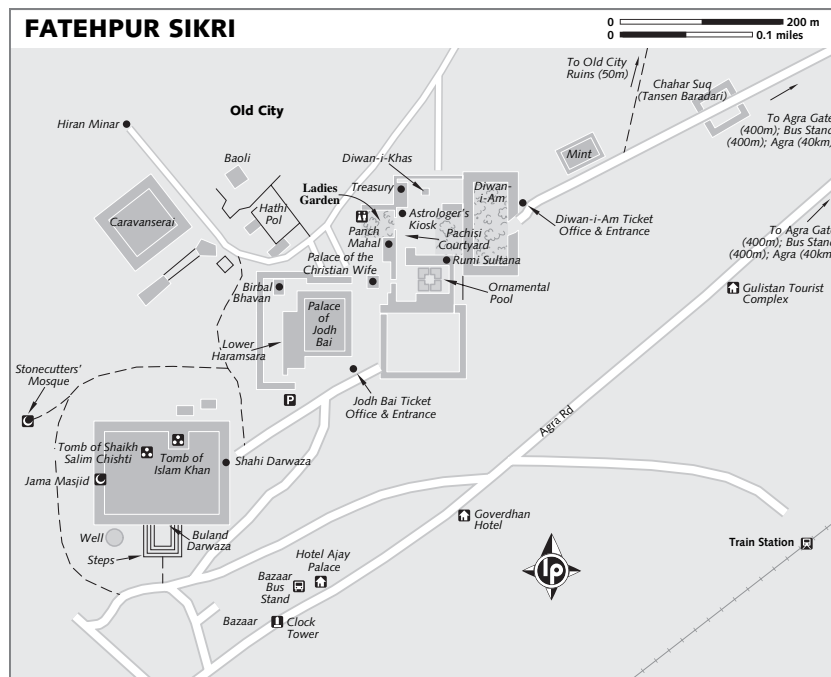 FATEHPUR SIKRI
0 200 m
0 0.1 miles
To Old City
Ruins (50m)
Chahar Suq
(Tansen Baradari)
To Agra Gate
(400m); Bus Stand
(400m); Agra (40km)
Old City
Hiran Minar
Baoli
Diwan-i-Khas
Mint
Treasury
Diwan-
i-Am
Ladies
Garden
Hathi
Pol
Astrologer's
Kiosk
Diwan-i-Am Ticket
Office & Entrance
Caravanserai
Panch
Mahal
Pachisi
Courtyard
To Agra Gate
(400m); Bus Stand
(400m); Agra (40km)
Palace of the
Christian Wife
Rumi Sultana
Birbal
Bhavan
Ornamental
Pool
Gulistan Tourist
Complex
Palace
of
Jodh
Bai
Lower
Haramsara
Stonecutters'
Mosque
P
Jodh Bai Ticket
Office & Entrance
Agra Rd
Tomb of Shaikh
Salim Chishti
Tomb of
Islam Khan
Shahi Darwaza
Jama Masjid
Goverdhan
Hotel
Well
Buland
Darwaza
Steps
Train Station
Hotel Ajay
Palace
lp
Bazaar
Bus
Stand
Bazaar
Clock
Tower